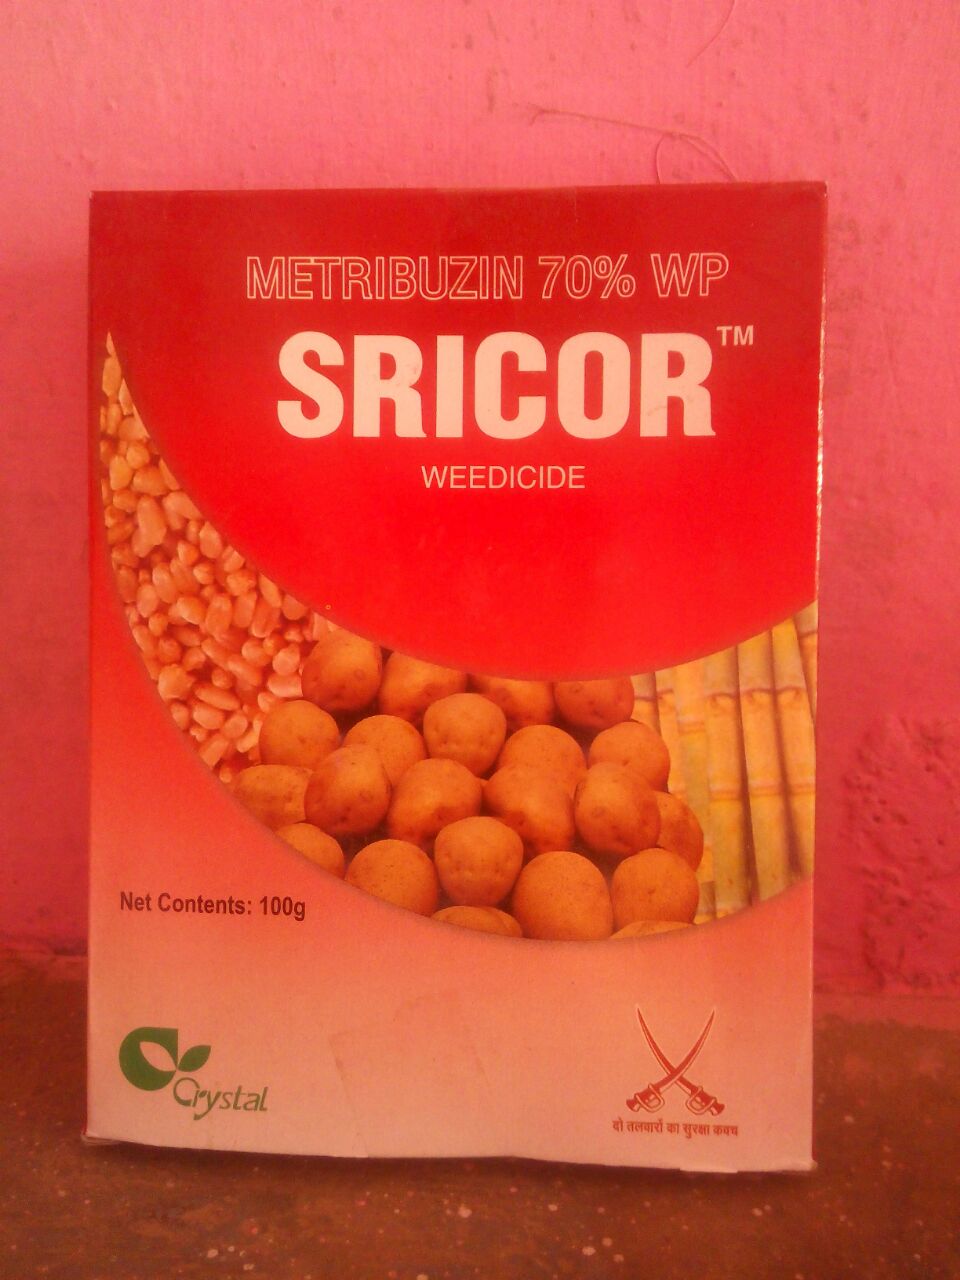 METRIBUZIN 70% WP
SRICOR™
WEEDICIDE
Net Contents: 100g
Crystal
दो तलवारों का सुरक्षा कवच